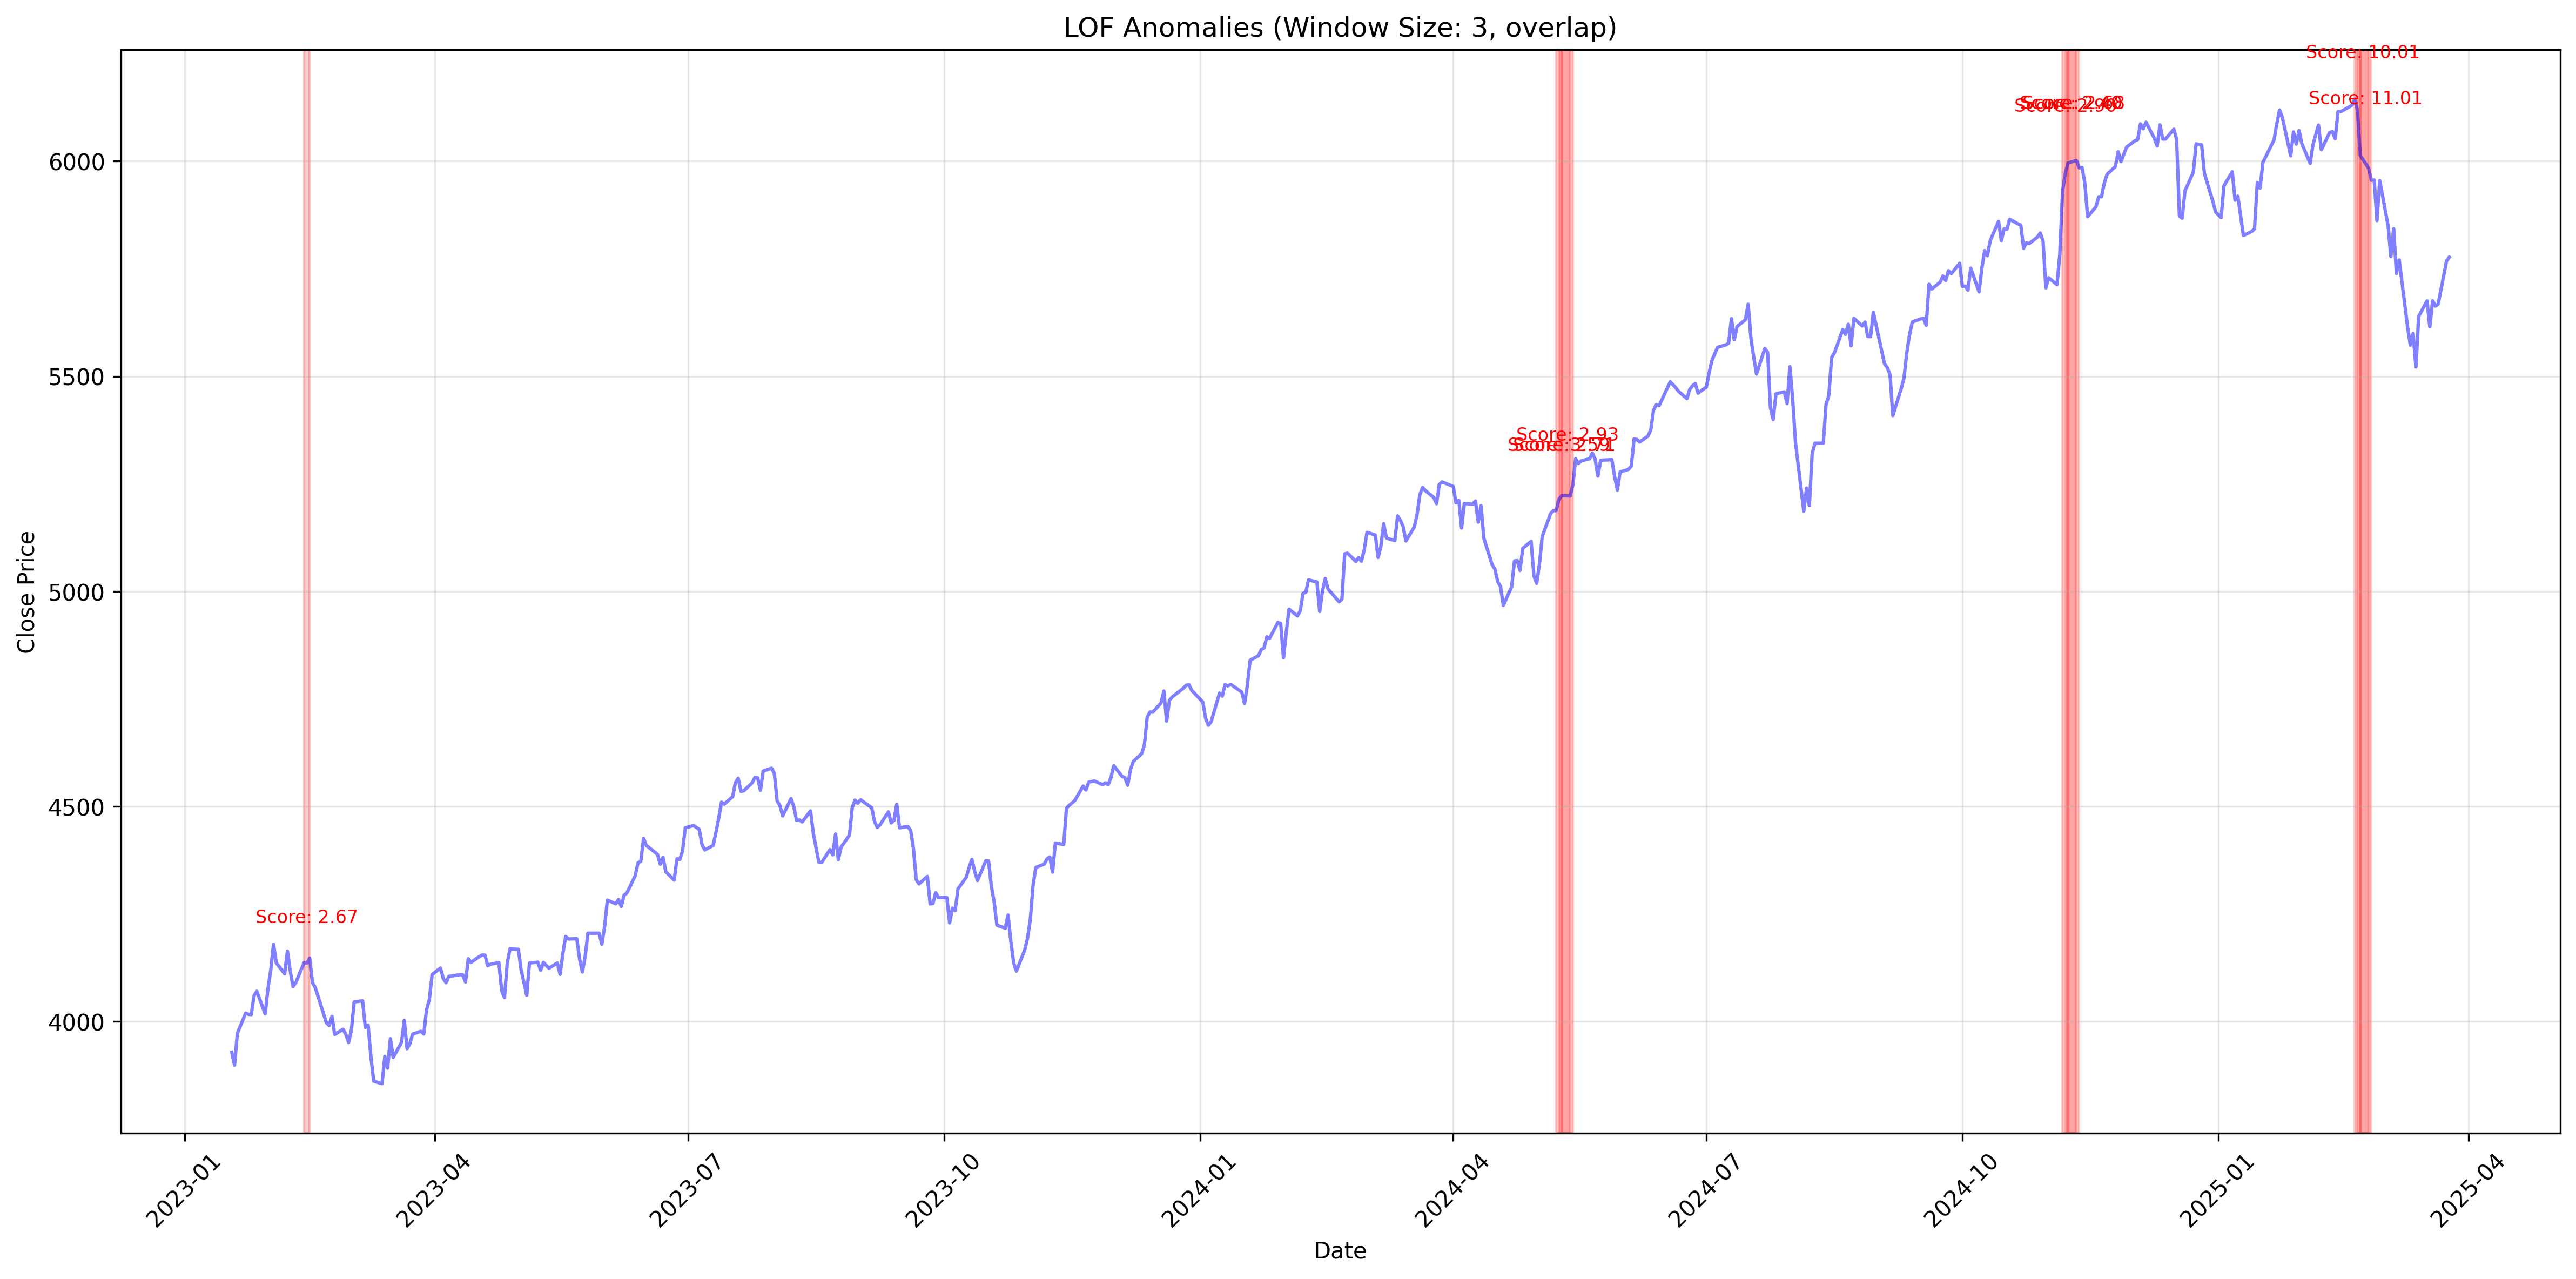 LOF Anomalies (Window Size: 3, overlap)
Score: 10.01
Score: 11.01
Score:
6000
5500
Score: 2.93
Score:
5000
Close Price
4500
Score: 2.67
4000
2023-01
2023-04
2023-07
2023-10
2024-01
2024-04
2024-07
2024-10
2025-01
2025-04
Date